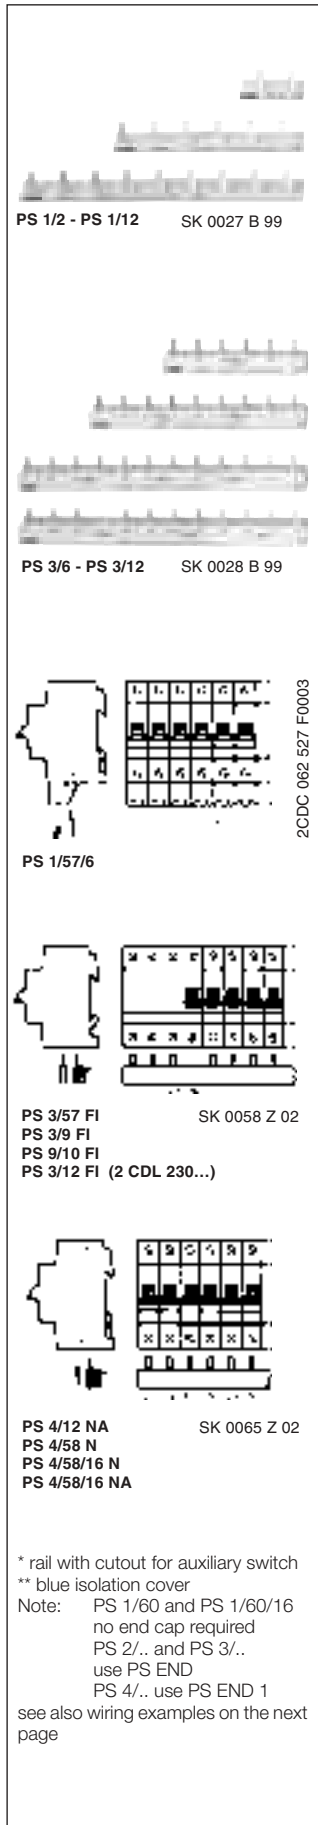 PS 1/2 - PS 1/12 SK 0027 B 99
PS 3/6 - PS 3/12 SK 0028 B 99
2CDC 062 527 F0003
PS 1/57/6
PS 3/57 FI SK 0058 Z 02
PS 3/9 FI
PS 9/10 FI
PS 3/12 FI (2 CDL 230...)
PS 4/12 NA SK 0065 Z 02
PS 4/58 N
PS 4/58/16 N
PS 4/58/16 NA
* rail with cutout for auxiliary switch
** blue isolation cover
Note: PS 1/60 and PS 1/60/16
no end cap required
PS 2/.. and PS 3/..
use PS END
PS 4/.. use PS END 1
see also wiring examples on the next
page